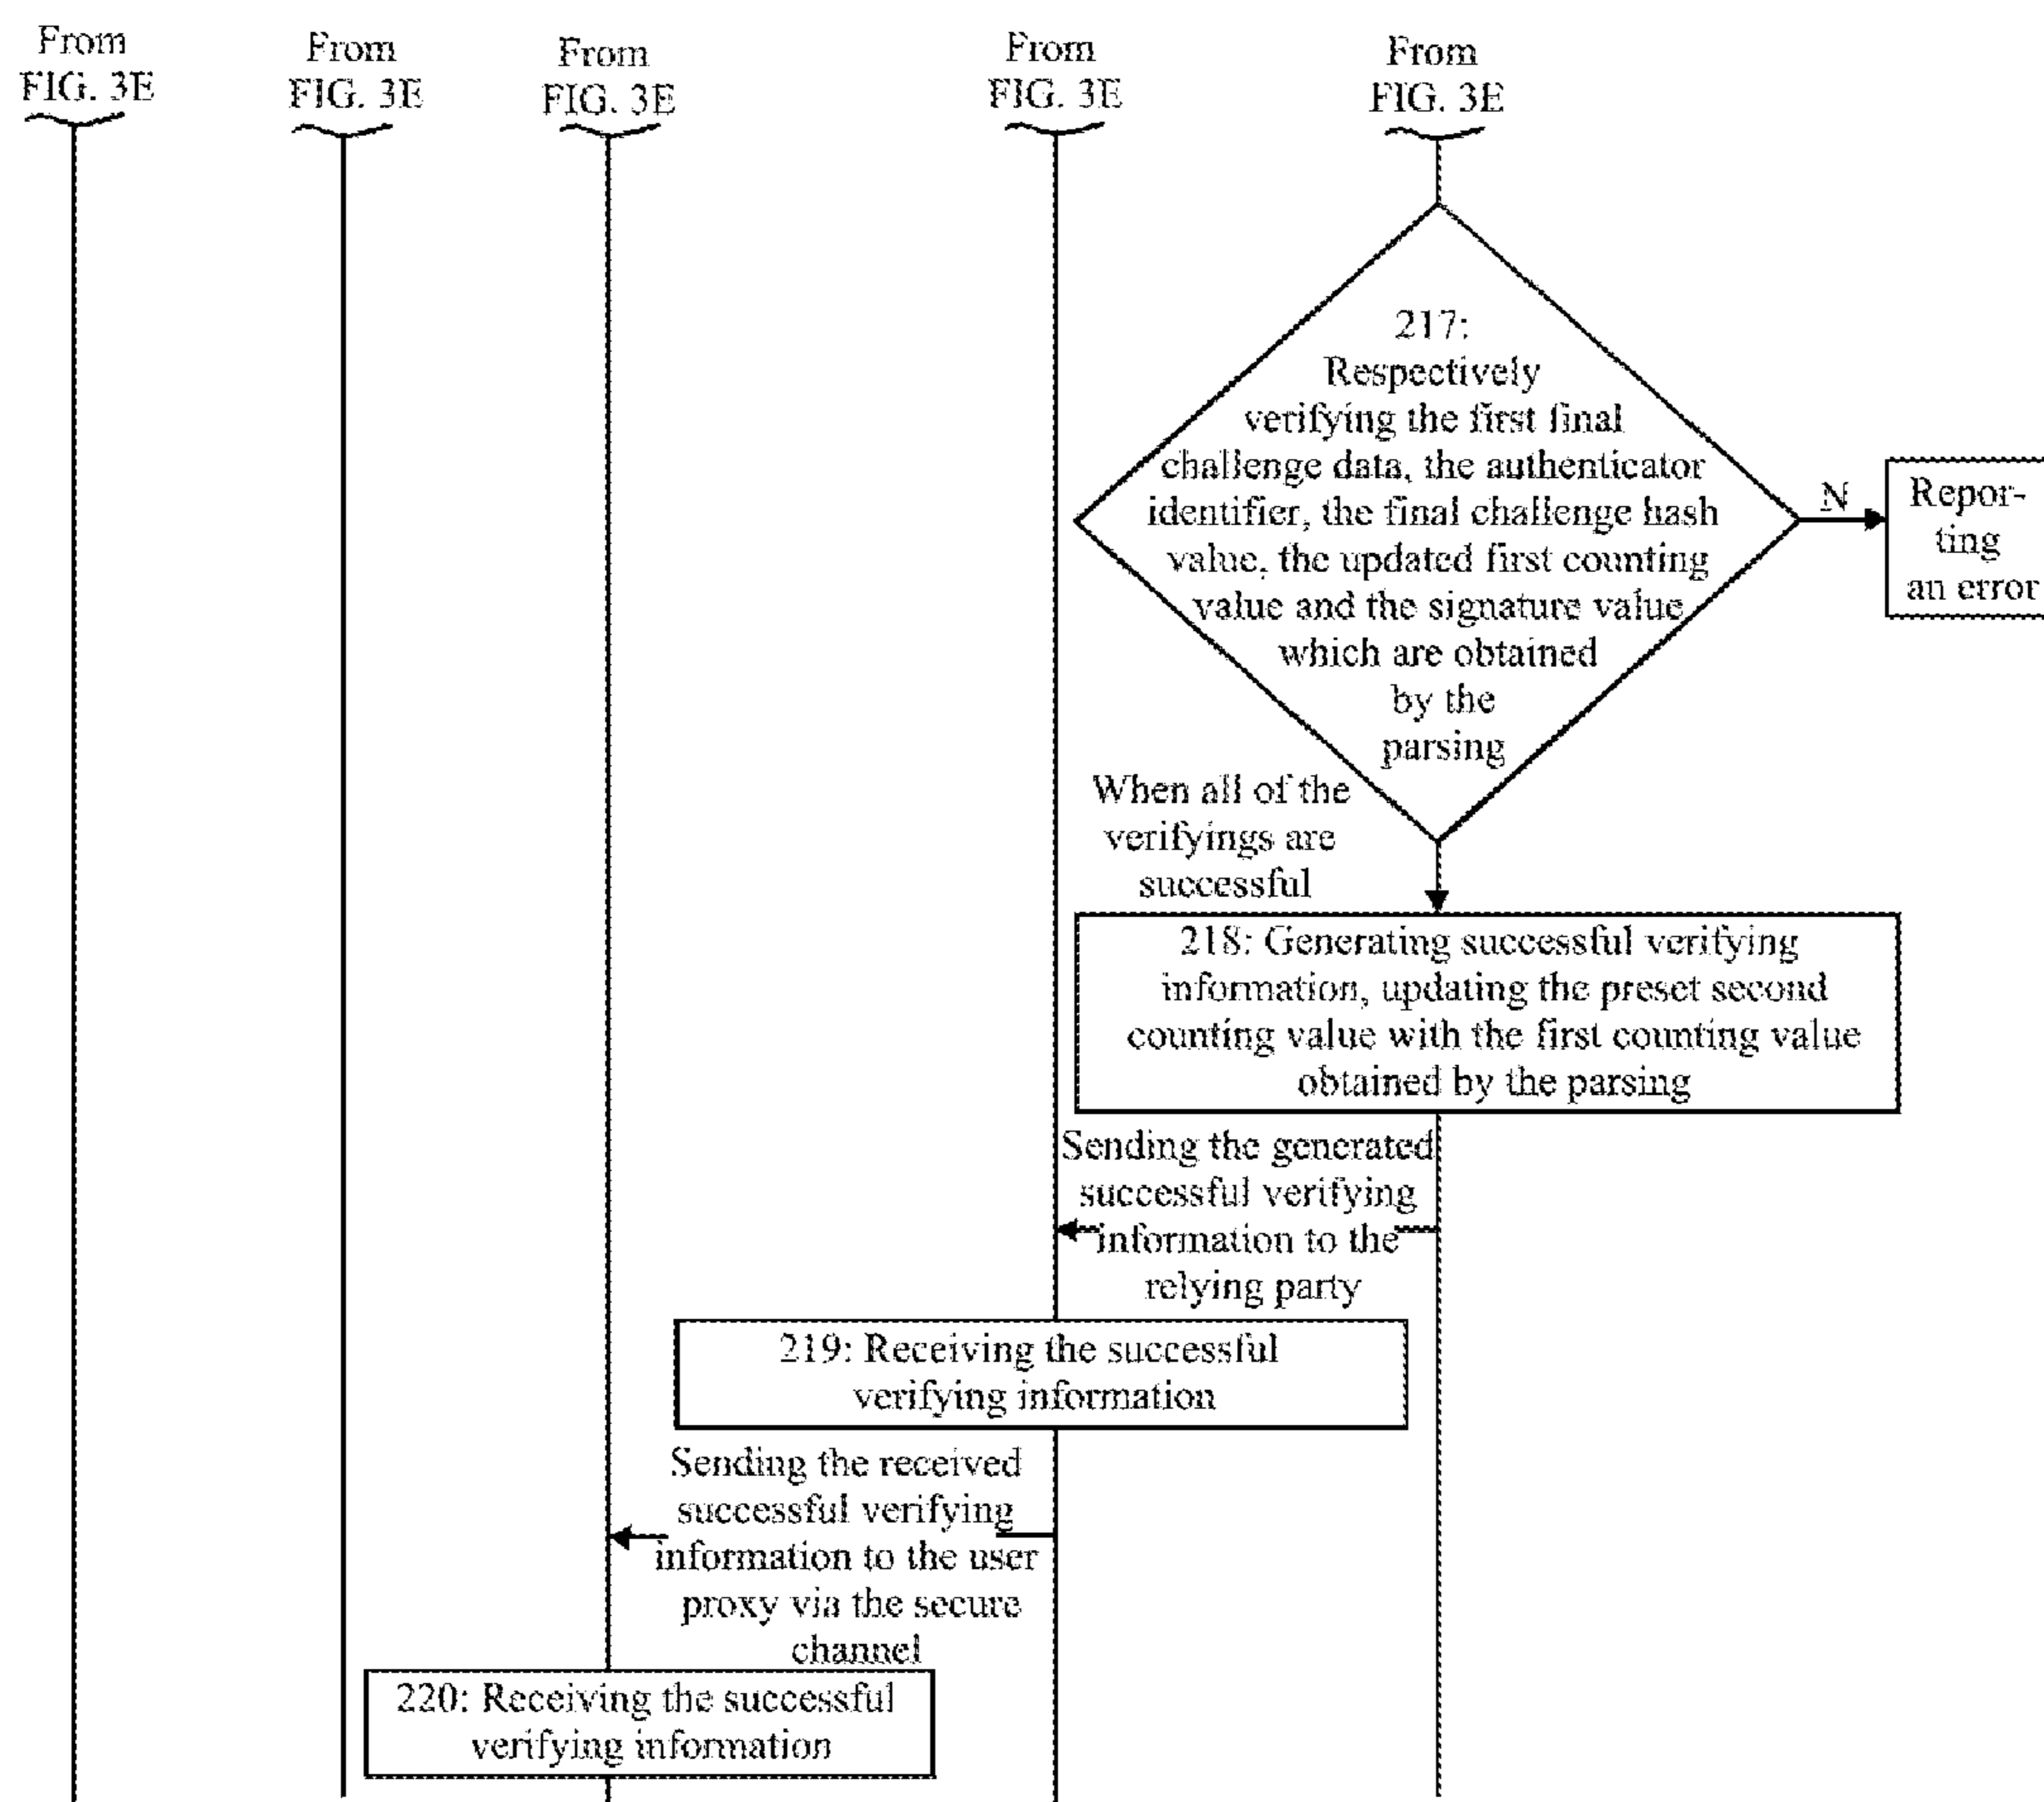 From
FIG. 3E
From
FIG. 3E
From
FIG. 3E
From
FIG. 3E
From
FIG. 3E
217:
Respectively
verifying the first final
challenge data, the authenticator
identifier, the final challenge hash
value, the updated first counting
value and the signature value
which are obtained
by the
parsing
N
Repor-
ting
an error
When all of the
verifyings are
successful
218: Generating successful verifying
information, updating the preset second
counting value with the first counting value
obtained by the parsing
Sending the generated
successful verifying
information to the
relying party
219: Receiving the successful
verifying information
Sending the received
successful verifying
information to the user
proxy via the secure
channel
220: Receiving the successful
verifying information